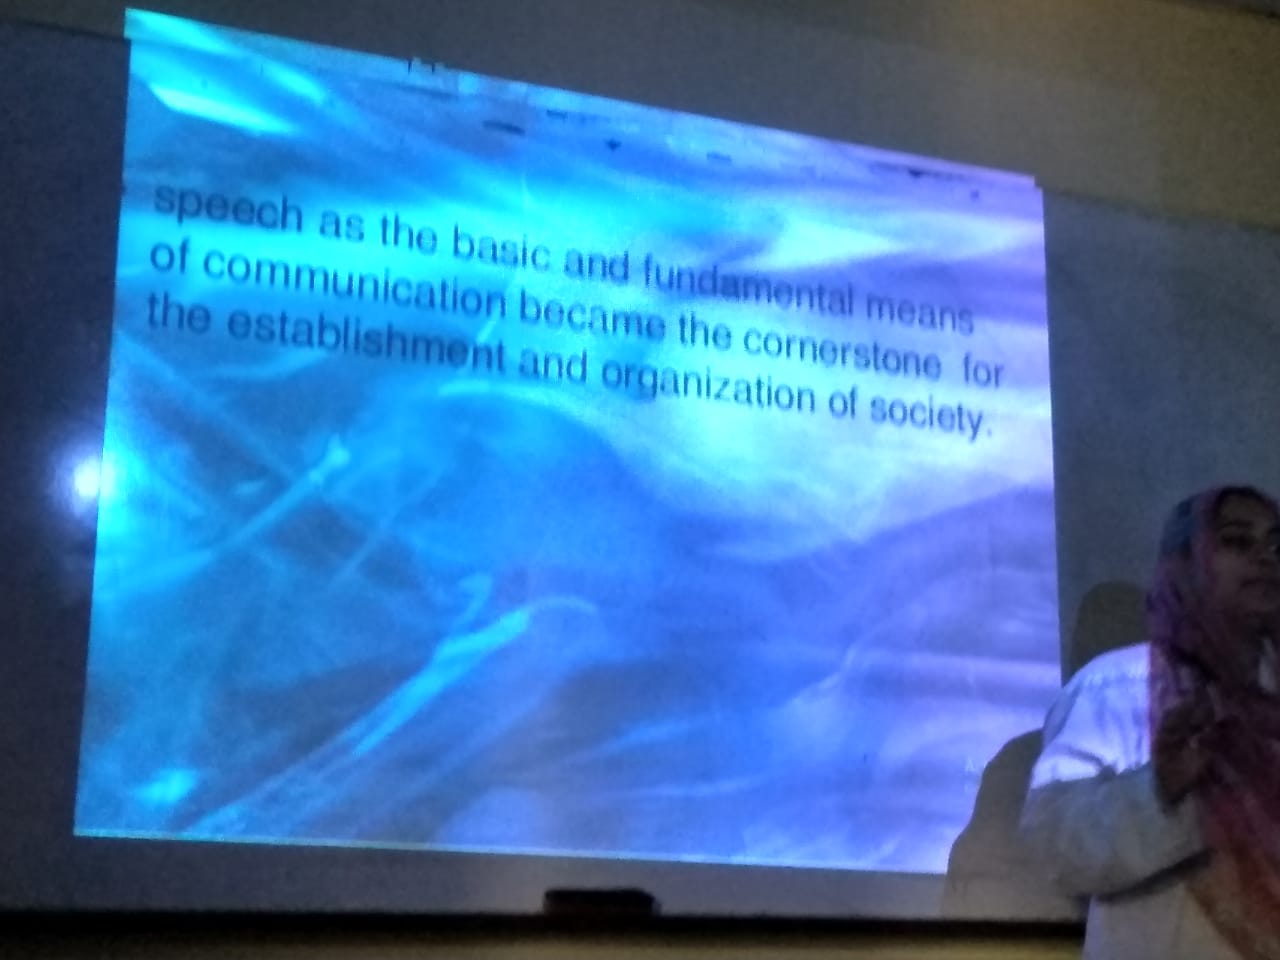 speech as the basic and fundamental means
of communication became the cornerstone for
the establishment and organization of society.